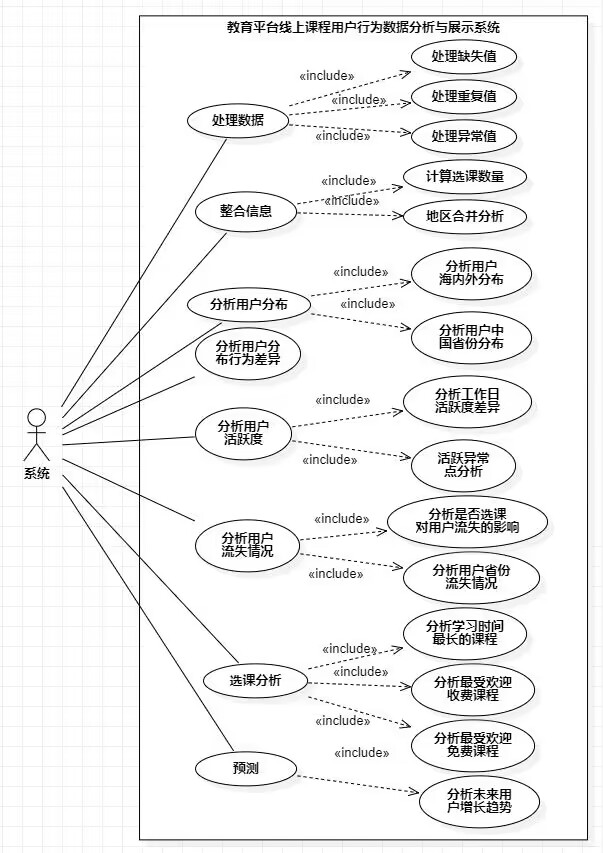 教育平台线上课程用户行为数据分析与展示系统
处理数据
«include»
处理缺失值
«include»
处理重复值
«include»
处理异常值
整合信息
«include»
计算选课数量
«include»
地区合并分析
分析用户分布
«include»
分析用户
海内外分布
«include»
分析用户中
国省份分布
分析用户分
布行为差异
分析用户
活跃度
«include»
分析工作日
活跃度差异
«include»
活跃异常
点分析
系统
分析用户
流失情况
«include»
分析是否选课
对用户流失的影响
«include»
分析用户省份
流失情况
选课分析
«include»
分析学习时间
最长的课程
«include»
分析最受欢迎
收费课程
«include»
分析最受欢迎
免费课程
预测
«include»
分析未来用
户增长趋势